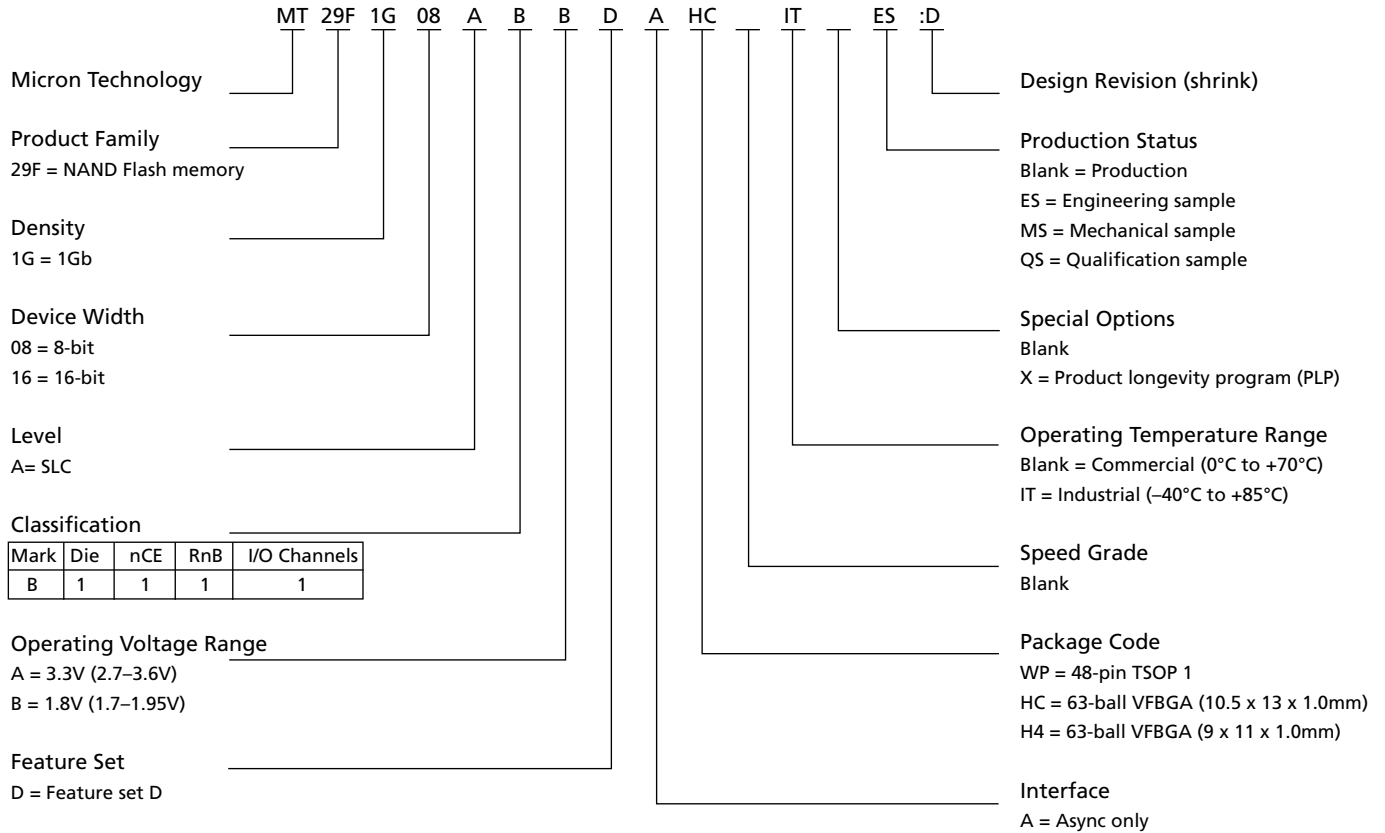 MT 29F 1G 08 A B B D A HC IT ES :D
Micron Technology
Product Family
29F = NAND Flash memory
Density
1G = 1Gb
Device Width
08 = 8-bit
16 = 16-bit
Level
A= SLC
Classification
Mark Die nCE RnB I/O Channels
B 1 1 1 1
Operating Voltage Range
A = 3.3V (2.7–3.6V)
B = 1.8V (1.7–1.95V)
Feature Set
D = Feature set D
Design Revision (shrink)
Production Status
Blank = Production
ES = Engineering sample
MS = Mechanical sample
QS = Qualification sample
Special Options
Blank
X = Product longevity program (PLP)
Operating Temperature Range
Blank = Commercial (0°C to +70°C)
IT = Industrial (–40°C to +85°C)
Speed Grade
Blank
Package Code
WP = 48-pin TSOP 1
HC = 63-ball VFBGA (10.5 x 13 x 1.0mm)
H4 = 63-ball VFBGA (9 x 11 x 1.0mm)
Interface
A = Async only